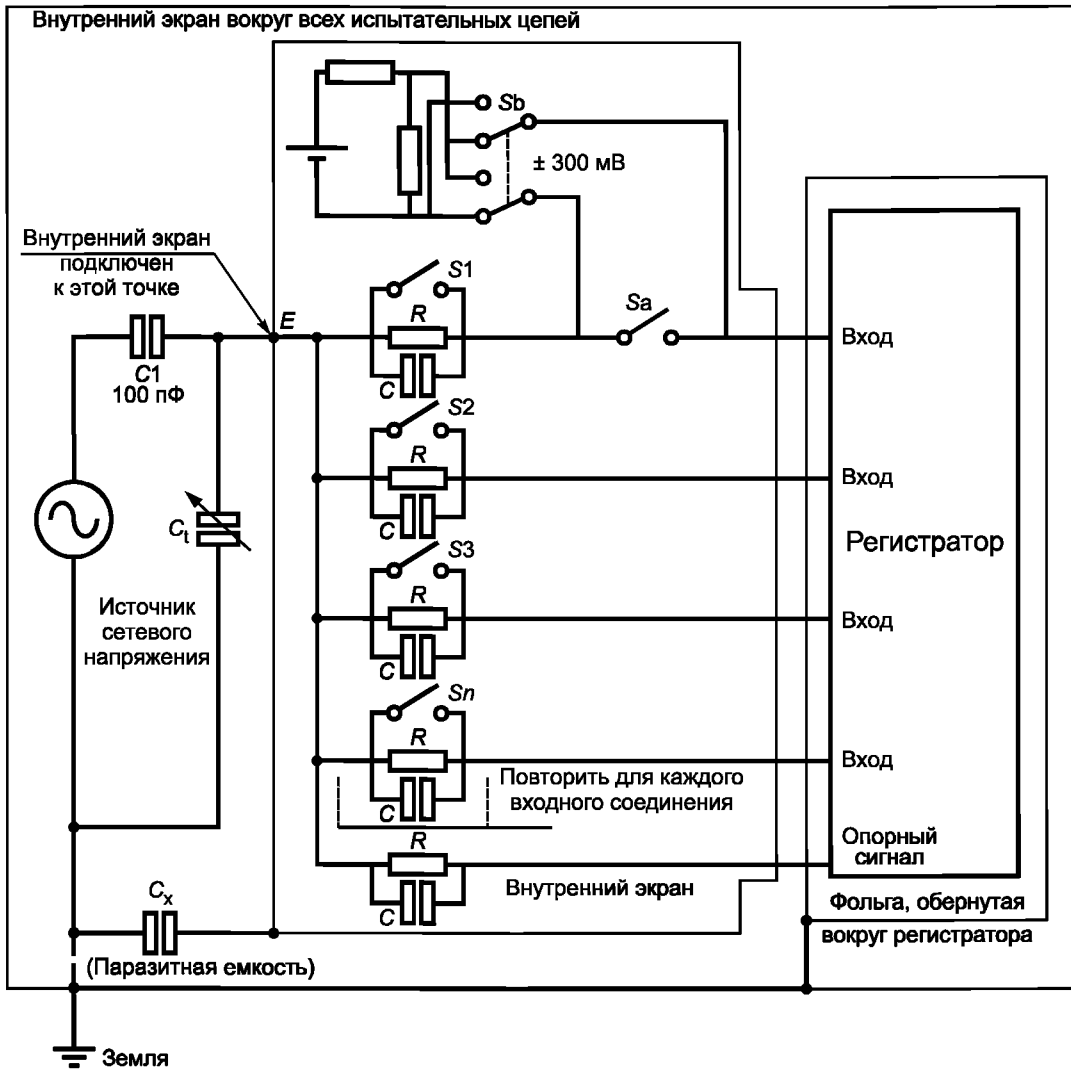 Внутренний экран вокруг всех испытательных цепей
Sb
± 300 мВ
Внутренний экран
подключен
к этой точке
E
S1
R
C
Sa
Вход
C1
100 пФ
S2
R
C
Вход
Ct
Регистратор
S3
R
C
Вход
Источник
сетевого
напряжения
Sn
R
C
Вход
Повторить для каждого
входного соединения
R
C
Опорный
сигнал
Внутренний экран
Cx
(Паразитная емкость)
Фольга, обернутая
вокруг регистратора
Земля